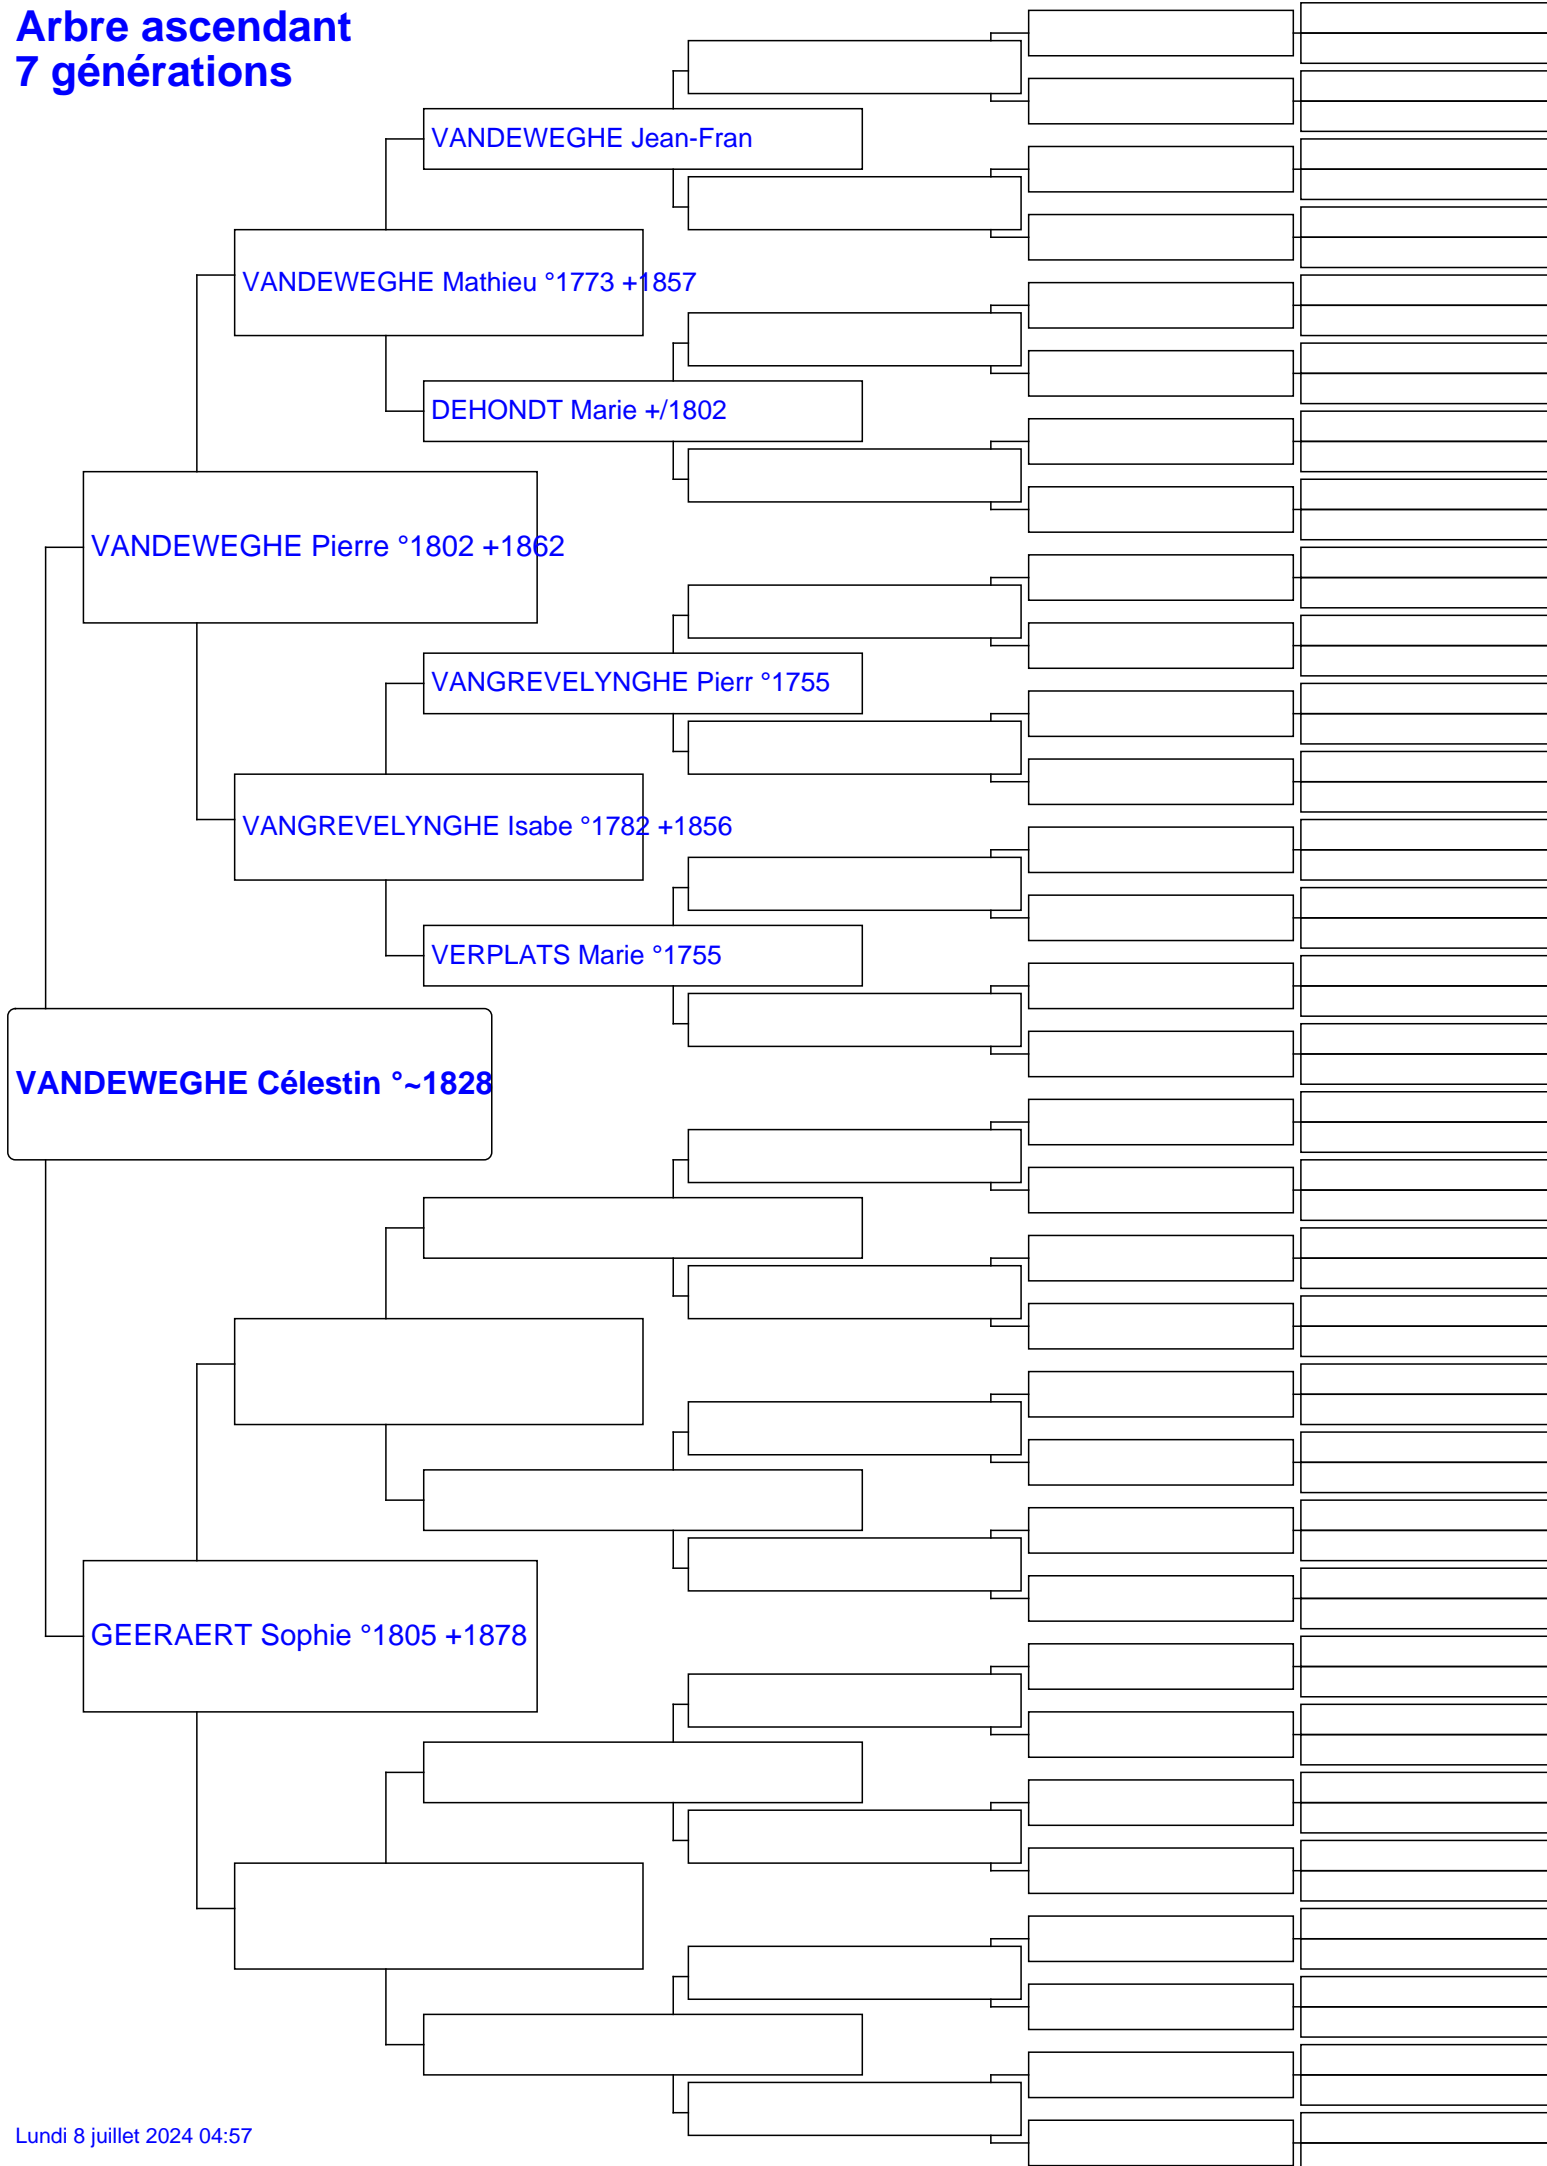 Arbre ascendant
7 générations
VANDEWEGHE Jean-Fran
VANDEWEGHE Mathieu °1773 +1857
DEHONDT Marie +/1802
VANDEWEGHE Pierre °1802 +1862
VANGREVELYNGHE Pierr °1755
VANGREVELYNGHE Isabe °1782 +1856
VERPLATS Marie °1755
VANDEWEGHE Célestin °~1828
GEERAERT Sophie °1805 +1878
Lundi 8 juillet 2024 04:57